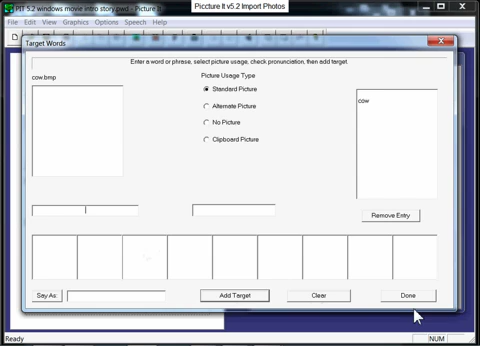 PIT 5.2 windows movie intro story.pwd - Picture It
Piccture It v5.2 Import Photos
File Edit View Graphics Options Speech Help
Target Words
Enter a word or phrase, select picture usage, check pronunciation, then add target.
cow.bmp
Picture Usage Type
Standard Picture
Alternate Picture
No Picture
Clipboard Picture
cow
Remove Entry
Say As:
Add Target
Clear
Done
Ready
NUM